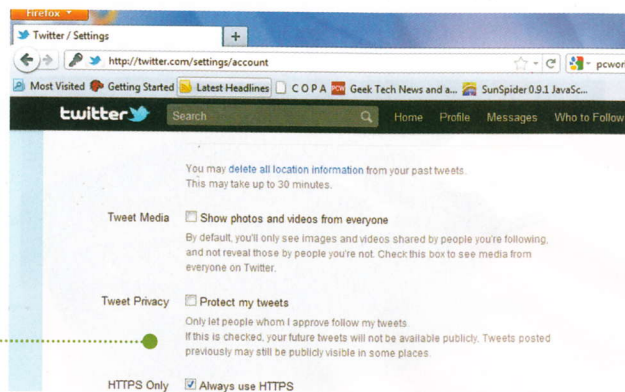 Firefox
Twitter / Settings
+
http://twitter.com/settings/account
pcwor
Most Visited Getting Started Latest Headlines C O P A PCW Geek Tech News and a... SunSpider 0.9.1 JavaSc...
twitter Search Home Profile Messages Who to Follow
You may delete all location information from your past tweets.
This may take up to 30 minutes.
Tweet Media Show photos and videos from everyone
By default, you'll only see images and videos shared by people you're following,
and not reveal those by people you're not. Check this box to see media from
everyone on Twitter.
Tweet Privacy Protect my tweets
Only let people whom I approve follow my tweets.
If this is checked, your future tweets will not be available publicly. Tweets posted
previously may still be publicly visible in some places.
HTTPS Only Always use HTTPS